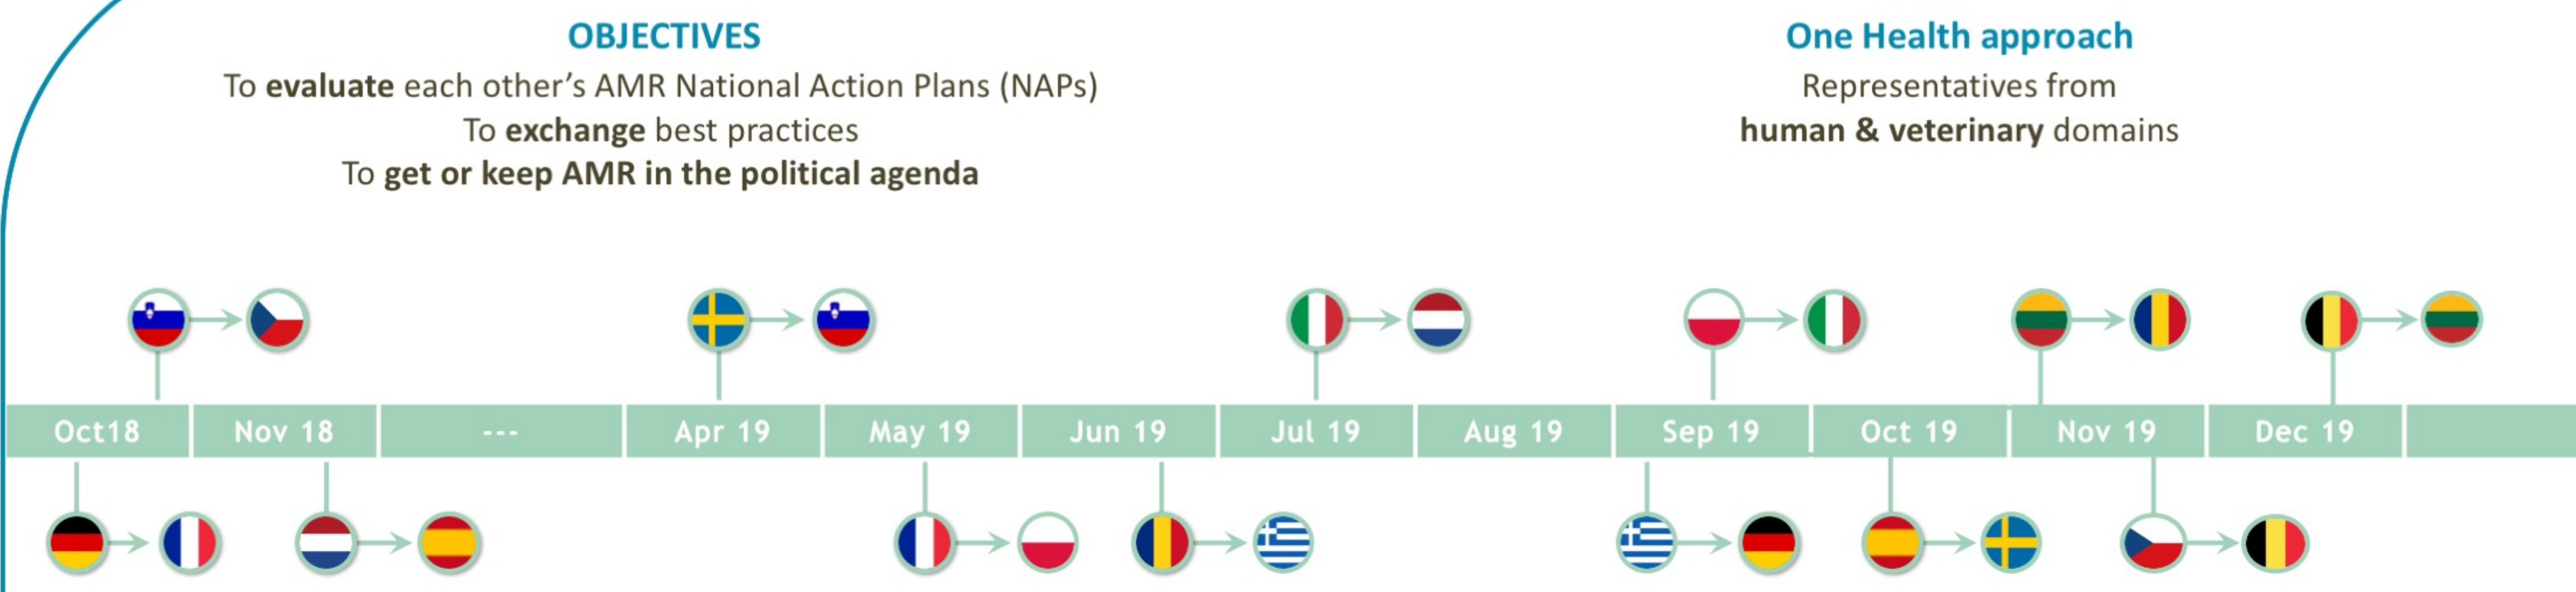 OBJECTIVES
To evaluate each other’s AMR National Action Plans (NAPs)
To exchange best practices
To get or keep AMR in the political agenda
One Health approach
Representatives from
human & veterinary domains
Oct18 Nov 18 --- Apr 19 May 19 Jun 19 Jul 19 Aug 19 Sep 19 Oct 19 Nov 19 Dec 19